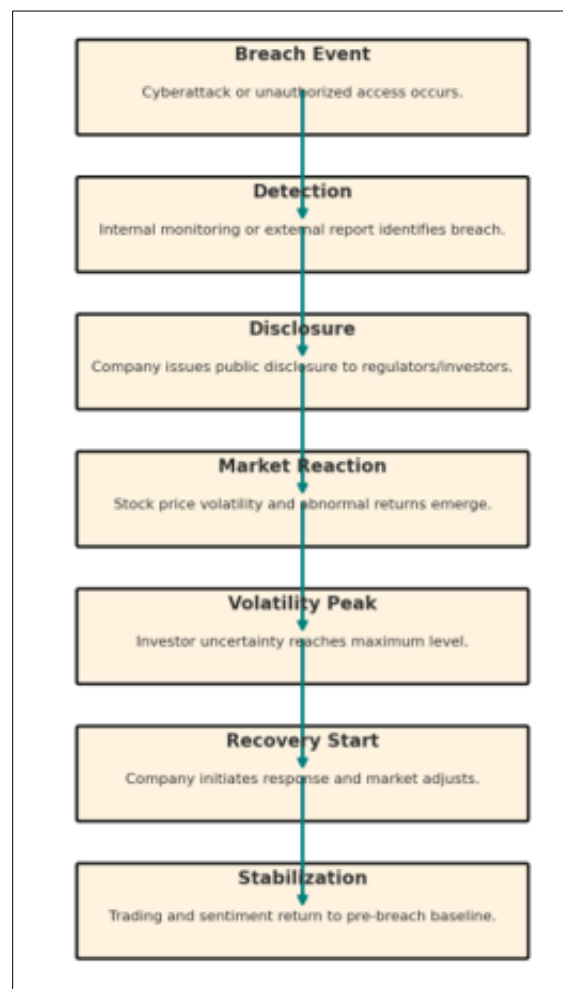 Breach Event
Cyberattack or unauthorized access occurs.
Detection
Internal monitoring or external report identifies breach.
Disclosure
Company issues public disclosure to regulators/investors.
Market Reaction
Stock price volatility and abnormal returns emerge.
Volatility Peak
Investor uncertainty reaches maximum level.
Recovery Start
Company initiates response and market adjusts.
Stabilization
Trading and sentiment return to pre-breach baseline.